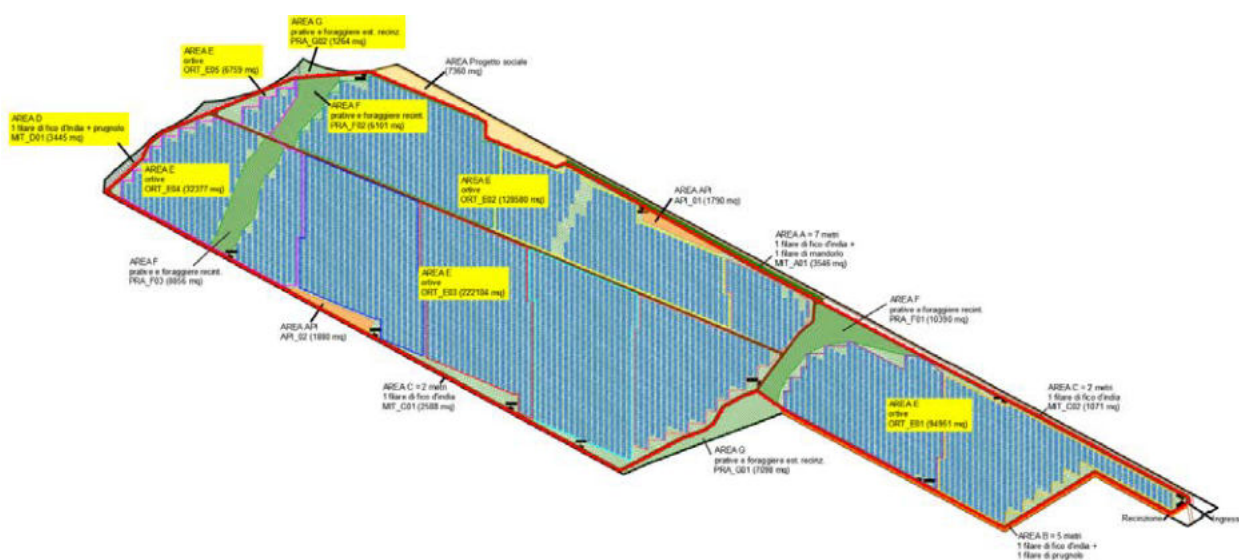 AREA G
prative e foraggiere est. recinz.
PRA_G02 (1264 mq)
AREA E
ortive
ORT_E05 (6759 mq)
AREA Progetto sociale
(7360 mq)
AREA F
prative e foraggiere recint.
PRA_F02 (6101 mq)
AREA D
1 filare di fico d'India + prugnolo
MIT_D01 (3445 mq)
AREA E
ortive
ORT_E04 (32377 mq)
AREA E
ortive
ORT_E02 (128580 mq)
AREA API
API_01 (1790 mq)
AREA A = 7 metri
1 filare di fico d'india +
1 filare di mandorlo
MIT_A01 (3546 mq)
AREA F
prative e foraggiere recint.
PRA_F03 (8856 mq)
AREA E
ortive
ORT_E03 (222104 mq)
AREA F
prative e foraggiere recint.
PRA_F01 (10390 mq)
AREA API
API_02 (1880 mq)
AREA C = 2 metri
1 filare di fico d'india
MIT_C01 (2588 mq)
AREA C = 2 metri
1 filare di fico d'india
MIT_C02 (1071 mq)
AREA E
ortive
ORT_E01 (94951 mq)
AREA G
prative e foraggiere est. recinz.
PRA_G01 (7098 mq)
Recinzione
Ingresso
AREA B = 5 metri
1 filare di fico d'india +
1 filare di prugnolo